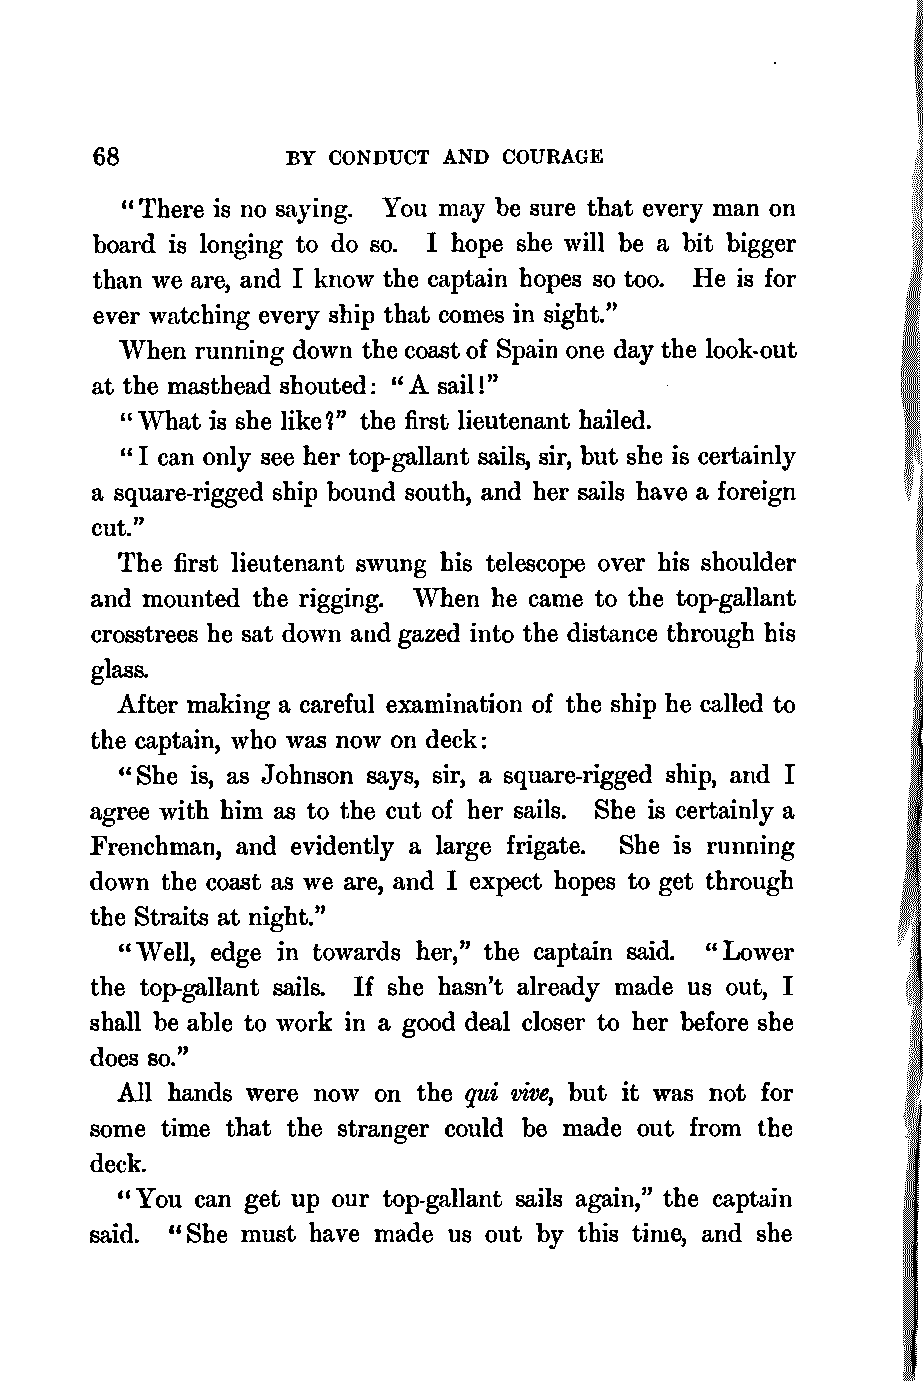 68 BY CONDUCT AND COURAGE
"There is no saying. You may be sure that every man on
board is longing to do so. I hope she will be a bit bigger
than we are, and I know the captain hopes so too. He is for
ever watching every ship that comes in sight."
When running down the coast of Spain one day the look-out
at the masthead shouted: "A sail!"
"What is she like?" the first lieutenant hailed.
"I can only see her top-gallant sails, sir, but she is certainly
a square-rigged ship bound south, and her sails have a foreign
cut."
The first lieutenant swung his telescope over his shoulder
and mounted the rigging. When he came to the top-gallant
crosstrees he sat down and gazed into the distance through his
glass.
After making a careful examination of the ship he called to
the captain, who was now on deck:
"She is, as Johnson says, sir, a square-rigged ship, and I
agree with him as to the cut of her sails. She is certainly a
Frenchman, and evidently a large frigate. She is running
down the coast as we are, and I expect hopes to get through
the Straits at night."
"Well, edge in towards her," the captain said. "Lower
the top-gallant sails. If she hasn't already made us out, I
shall be able to work in a good deal closer to her before she
does so."
All hands were now on the qui vive, but it was not for
some time that the stranger could be made out from the
deck.
"You can get up our top-gallant sails again," the captain
said. "She must have made us out by this time, and she